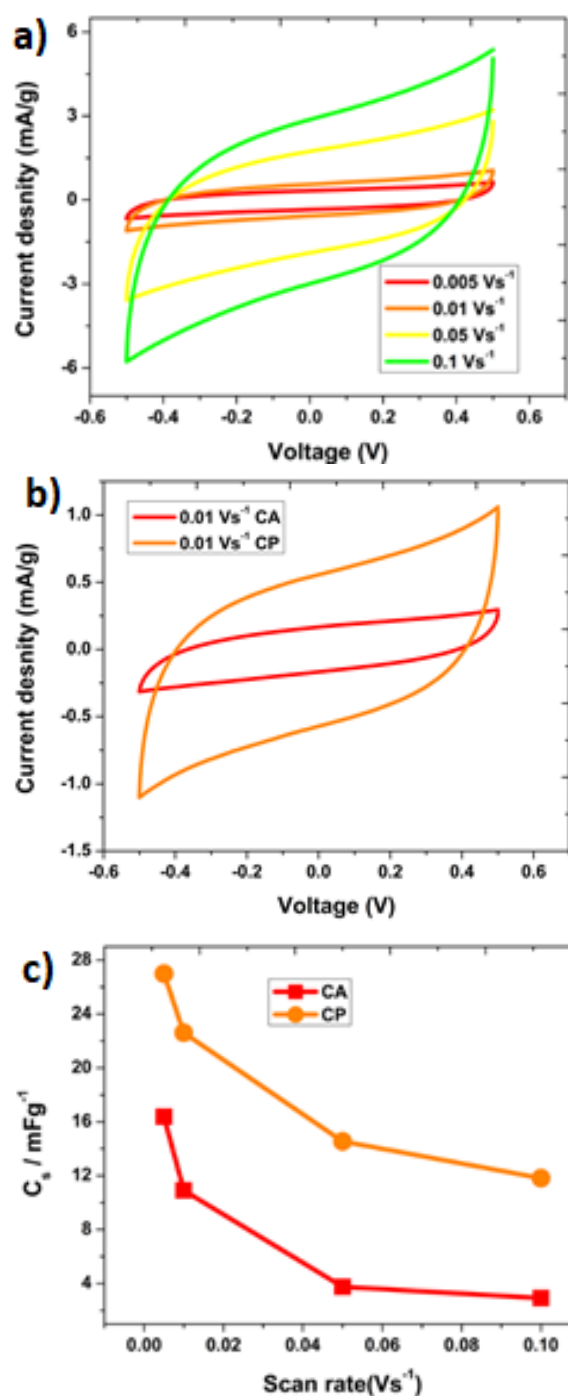 a)
6
3
0
-3
-6
Current desnity (mA/g)
0.005 Vs-1
0.01 Vs-1
0.05 Vs-1
0.1 Vs-1
-0.6 -0.4 -0.2 0.0 0.2 0.4 0.6
Voltage (V)
b)
1.0
0.5
0.0
-0.5
-1.0
-1.5
Current desnity (mA/g)
0.01 Vs-1 CA
0.01 Vs-1 CP
-0.6 -0.4 -0.2 0.0 0.2 0.4 0.6
Voltage (V)
c)
28
24
20
16
12
8
4
Cs / mFg-1
CA
CP
0.00 0.02 0.04 0.06 0.08 0.10
Scan rate(Vs-1)